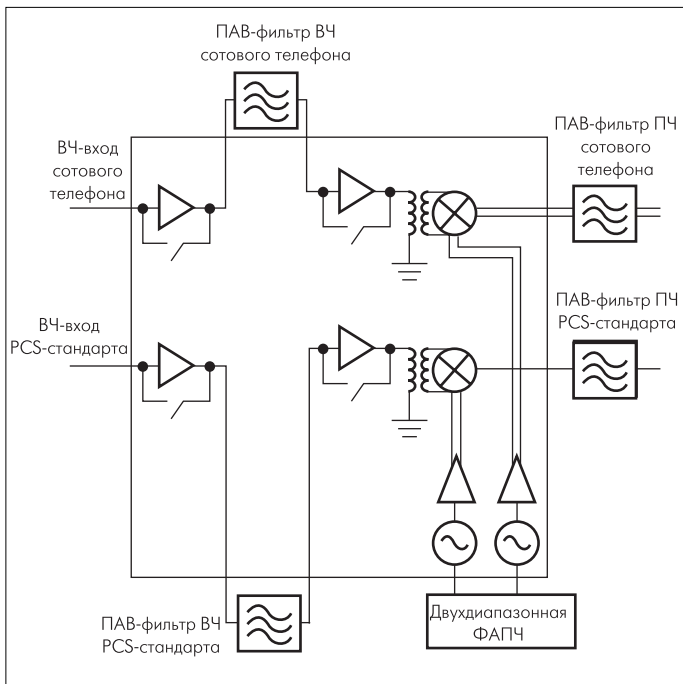 ПАВ-фильтр ВЧ
сотового телефона
ВЧ-вход
сотового
телефона
ПАВ-фильтр ПЧ
сотового
телефона
ВЧ-вход
PCS-стандарта
ПАВ-фильтр ПЧ
PCS-стандарта
ПАВ-фильтр ВЧ
PCS-стандарта
Двухдиапазонная
ФАПЧ